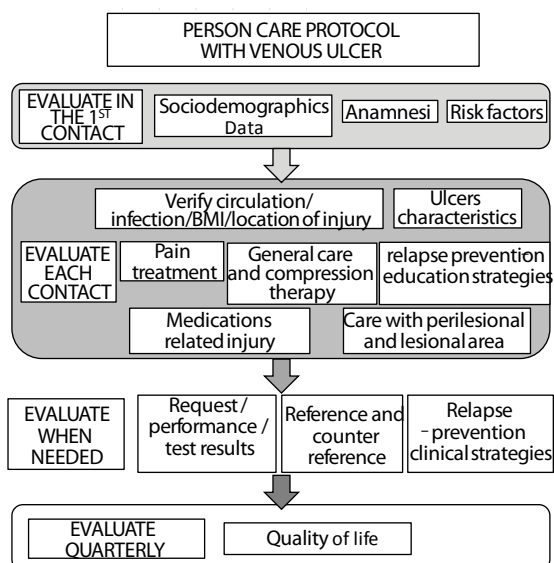 PERSON CARE PROTOCOL
WITH VENOUS ULCER
EVALUATE IN
THE 1ST
CONTACT
Sociodemographics
Data
Anamnesi
Risk factors
Verify circulation/
infection/BMI/location of injury
Ulcers
characteristics
EVALUATE
EACH
CONTACT
Pain
treatment
General care
and compression
therapy
relapse prevention-
education strategies
Medications
related injury
Care with perilesional
and lesional area
EVALUATE
WHEN
NEEDED
Request/
performance/
test results
Reference and
counter
reference
Relapse
-prevention
clinical strategies
EVALUATE
QUARTERLY
Quality of life